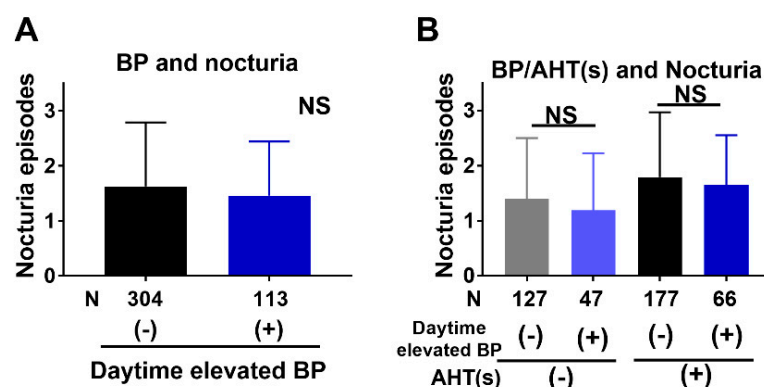 A
BP and nocturia
NS
Nocturia episodes
3
2
1
0
N 304 113
(-) (+)
Daytime elevated BP
B
BP/AHT(s) and Nocturia
NS NS
Nocturia episodes
3
2
1
0
N 127 47 177 66
Daytime
elevated BP (-) (+) (-) (+)
AHT(s) (-) (+)